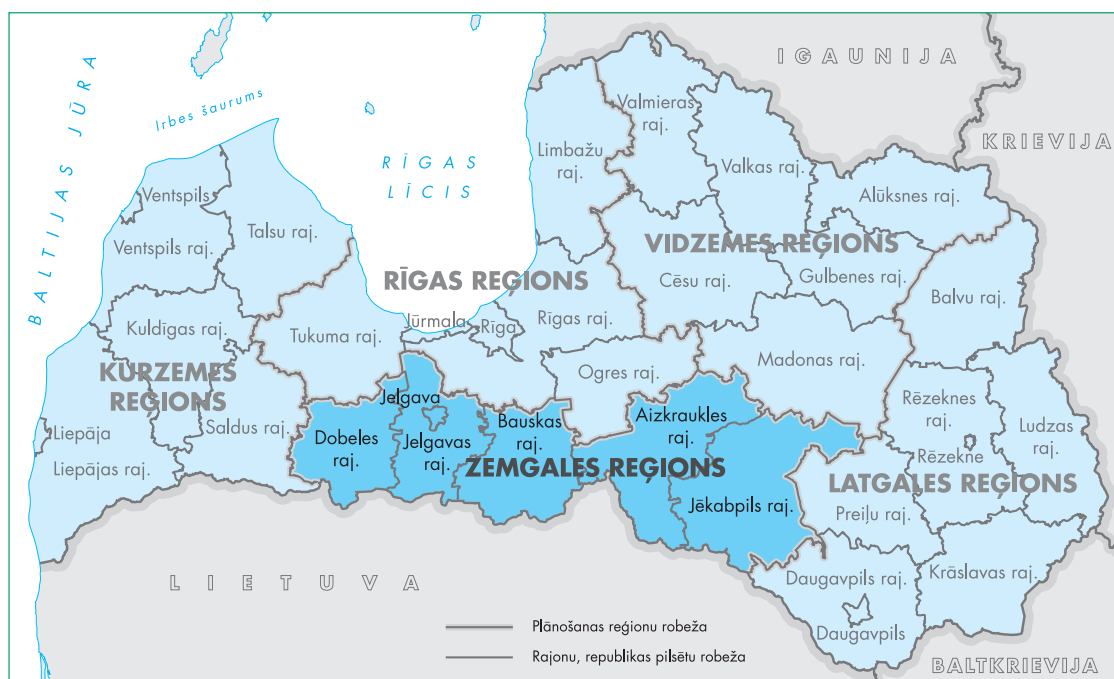 IGAUNIJA
KRIEVIJA
BALTIJAS JŪRA
Irbes šaurums
RĪGAS
LĪCIS
Valmieras
raj.
Limbažu
raj.
Valkas raj.
Alūksnes raj.
Ventspils
Ventspils raj.
Talsu raj.
VIDZEMES REĢIONS
Cēsu raj.
Gulbenes raj.
Balvu raj.
RĪGAS REĢIONS
Kuldīgas raj.
Tukuma raj.
Jūrmala
Rīga
Rīgas raj.
Ogres raj.
Madonas raj.
KURZEMES
REĢIONS
Liepāja
Saldus raj.
Liepājas raj.
Jelgava
Dobeles
raj.
Jelgavas
raj.
Bauskas
raj.
Aizkraukles
raj.
ZEMGALES REĢIONS
Jēkabpils raj.
Rēzeknes
raj.
Rēzekne
Ludzas
raj.
LATGALES REĢIONS
Preiļu raj.
Daugavpils raj.
Krāslavas raj.
Daugavpils
LIETUVA
BALTKRIEVIJA
Plānošanas reģionu robeža
Rajonu, republikas pilsētu robeža